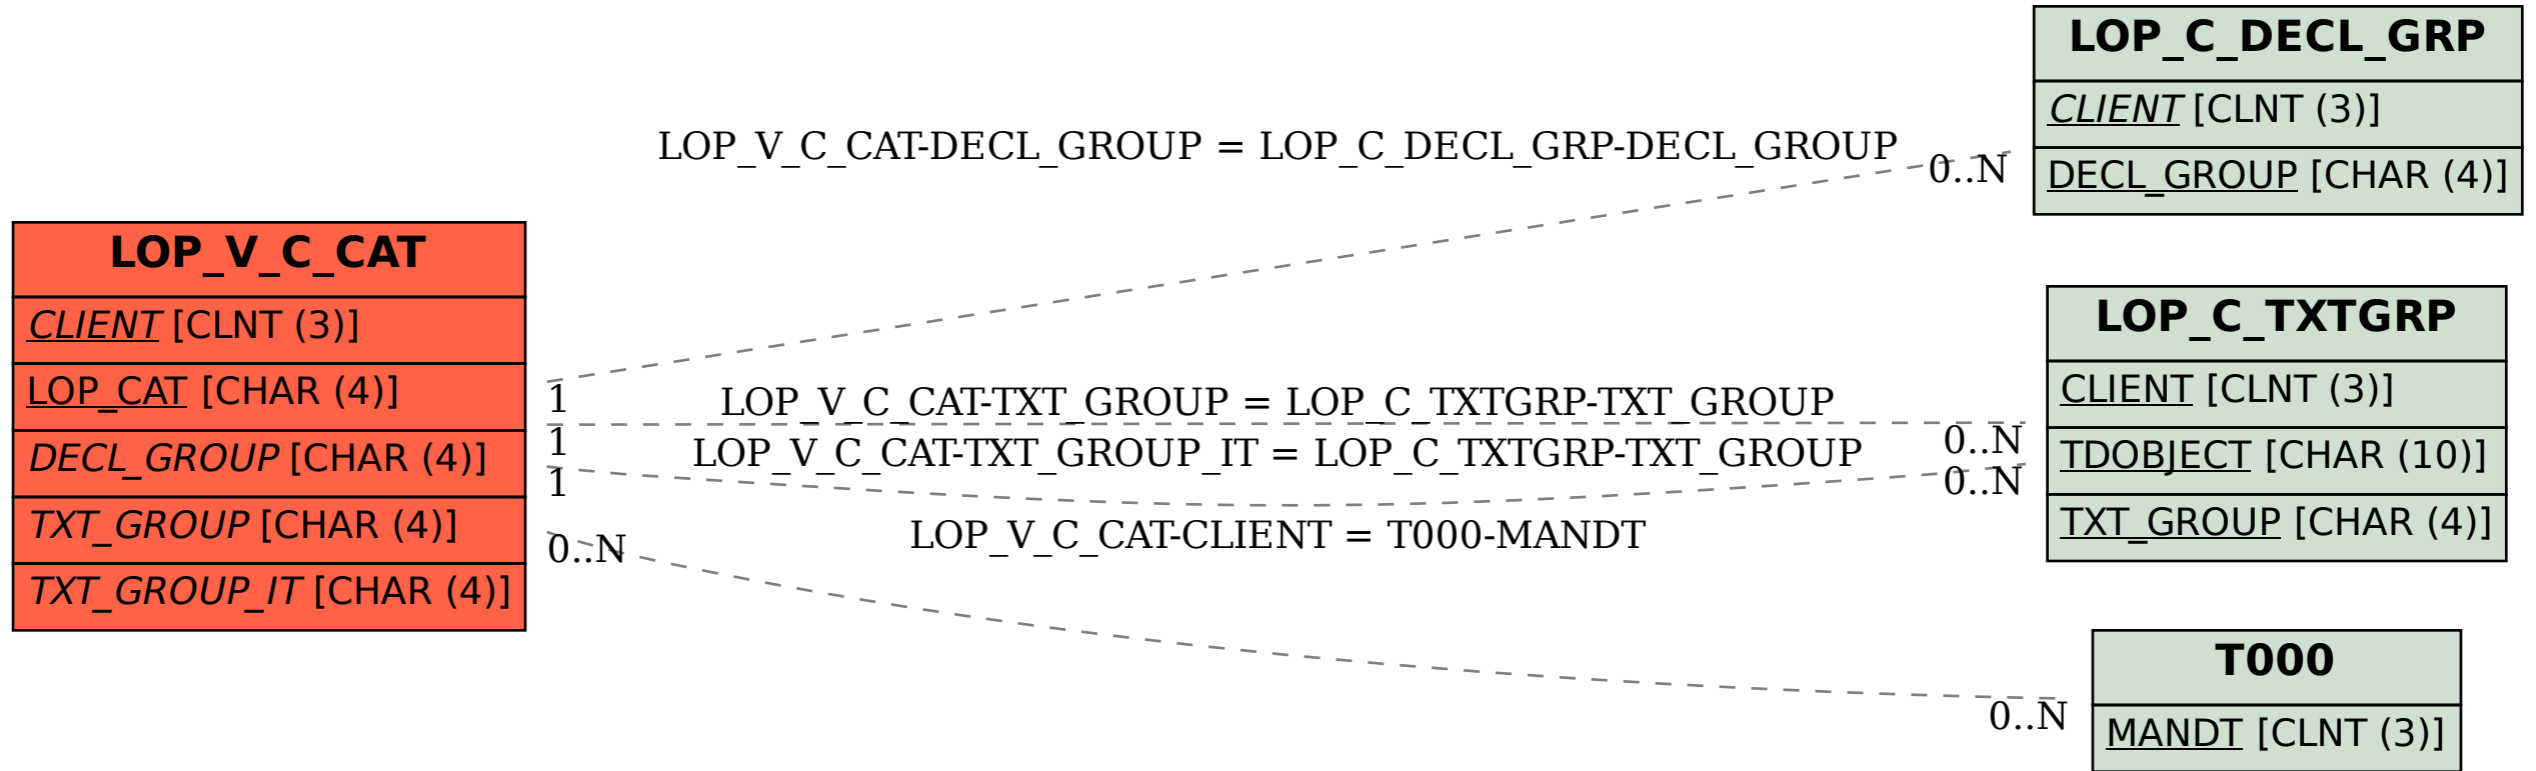 LOP_V_C_CAT
CLIENT [CLNT (3)]
LOP_CAT [CHAR (4)]
DECL_GROUP [CHAR (4)]
TXT_GROUP [CHAR (4)]
TXT_GROUP_IT [CHAR (4)]
LOP_V_C_CAT-DECL_GROUP = LOP_C_DECL_GRP-DECL_GROUP
1
0..N
LOP_V_C_CAT-TXT_GROUP = LOP_C_TXTGRP-TXT_GROUP
1
0..N
LOP_V_C_CAT-TXT_GROUP_IT = LOP_C_TXTGRP-TXT_GROUP
1
0..N
LOP_V_C_CAT-CLIENT = T000-MANDT
0..N
0..N
LOP_C_DECL_GRP
CLIENT [CLNT (3)]
DECL_GROUP [CHAR (4)]
LOP_C_TXTGRP
CLIENT [CLNT (3)]
TDOBJECT [CHAR (10)]
TXT_GROUP [CHAR (4)]
T000
MANDT [CLNT (3)]